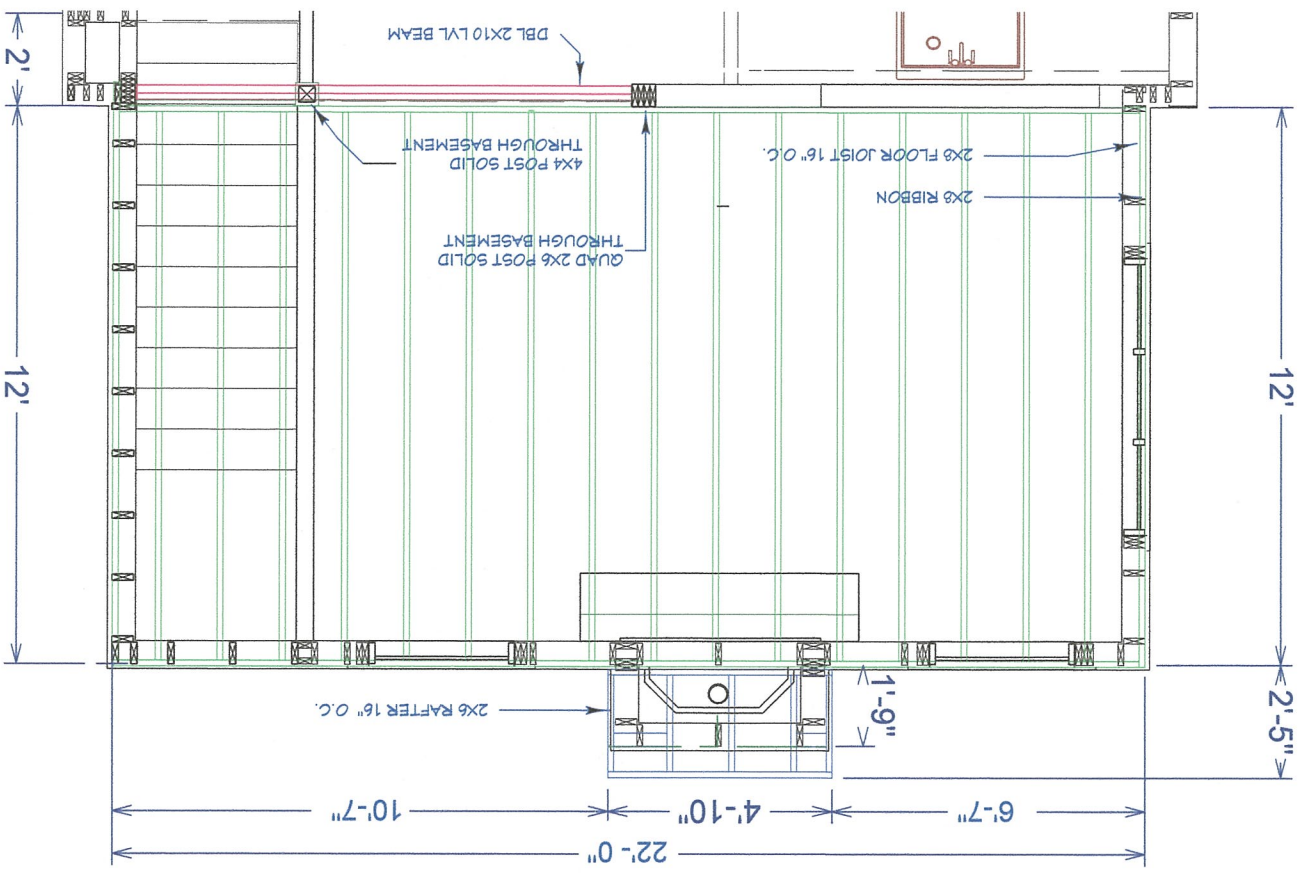 22'- 0"
6'-7"
4'-10"
10'-7"
2'-5"
1'-9"
2X6 RAFTER 16" O.C.
12'
12'
QUAD 2X6 POST SOLID
THROUGH BASEMENT
2X8 RIBBON
2X8 FLOOR JOIST 16" O.C.
4X4 POST SOLID
THROUGH BASEMENT
DBL 2X10 LVL BEAM
2'